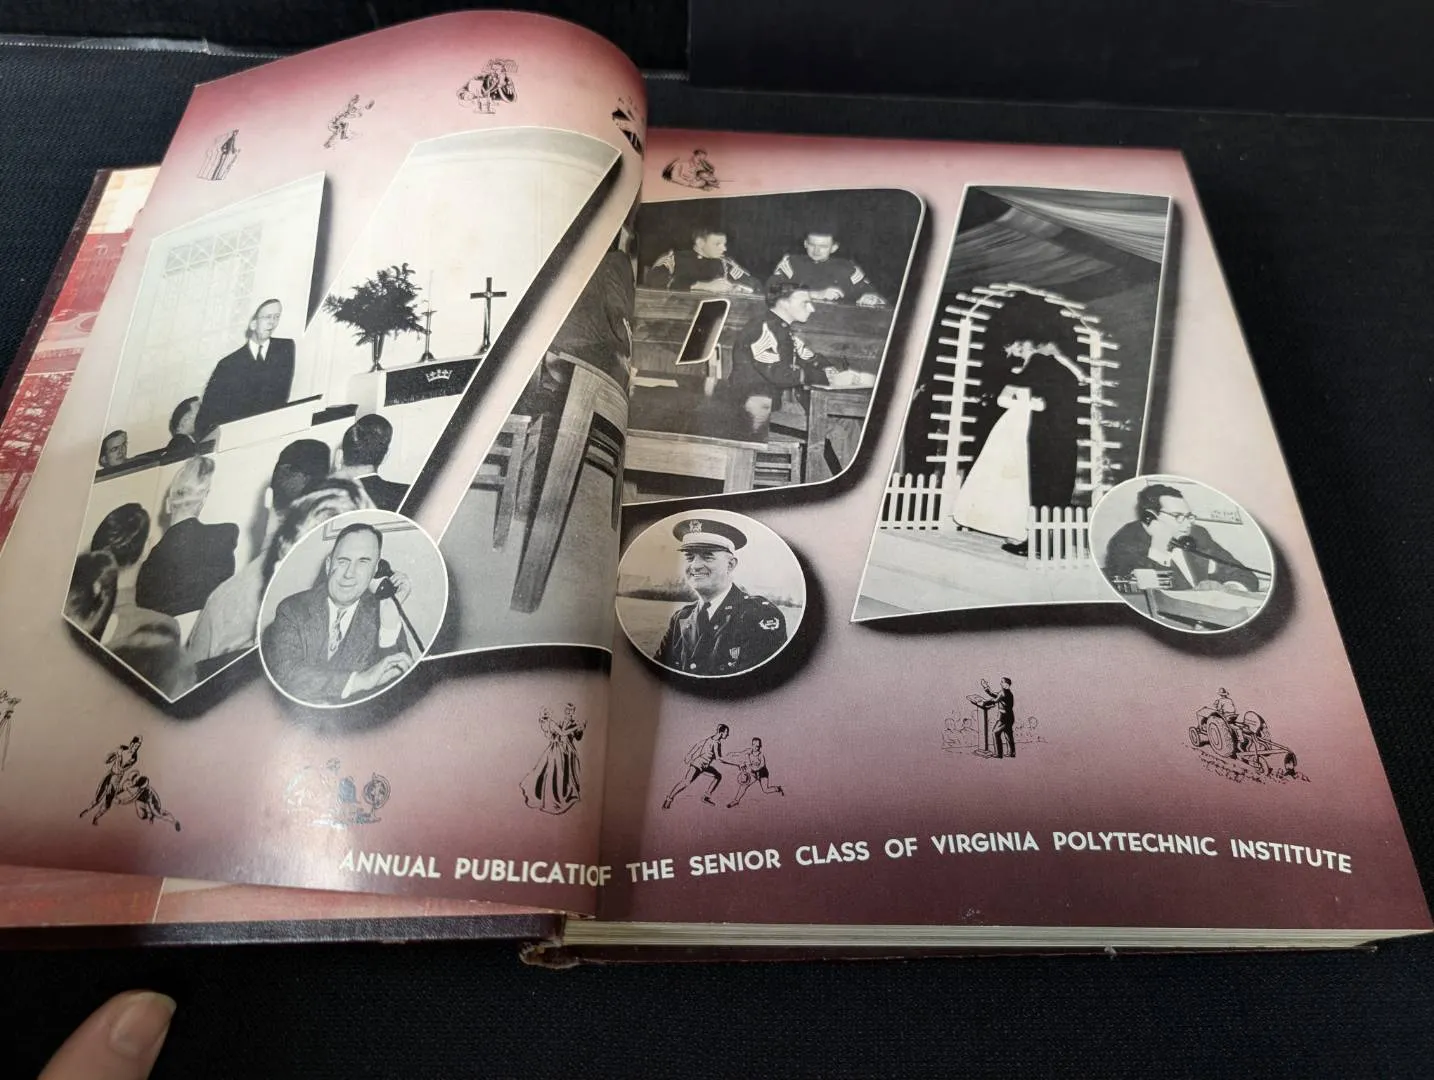 V.P.I.
ANNUAL PUBLICATIOF THE SENIOR CLASS OF VIRGINIA POLYTECHNIC INSTITUTE